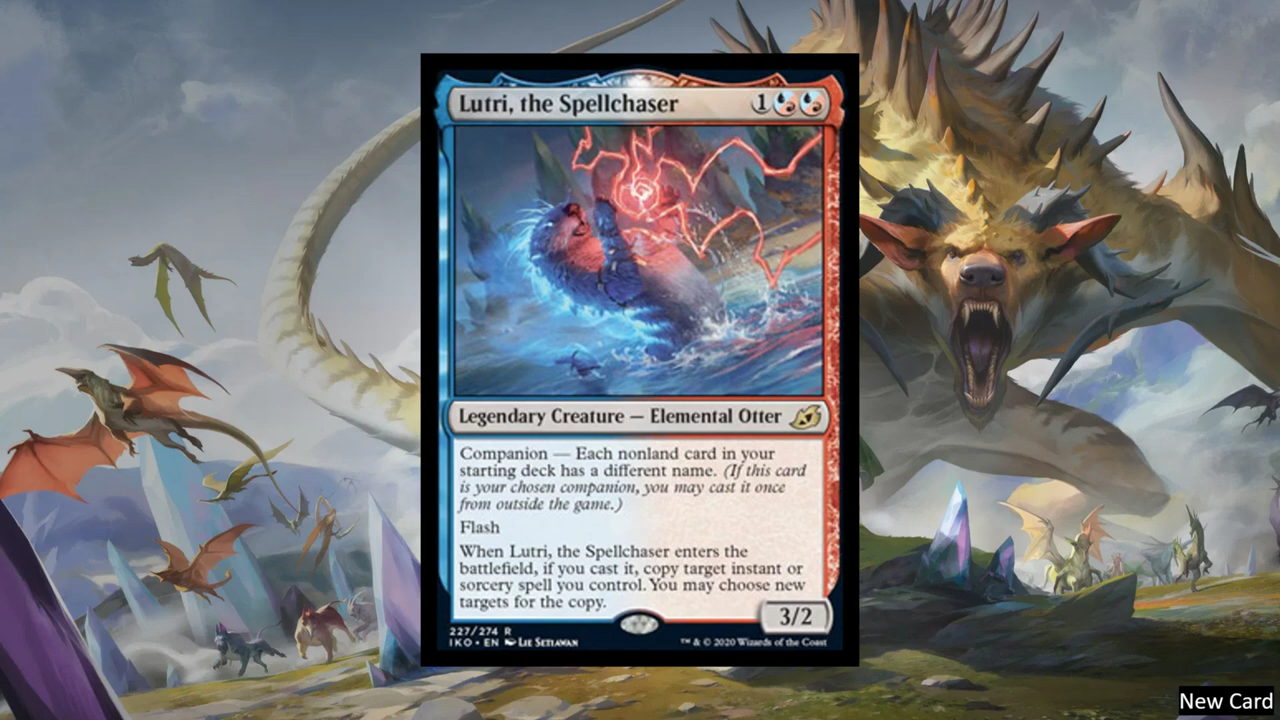 Lutri, the Spellchaser 1
Legendary Creature — Elemental Otter
Companion — Each nonland card in your
starting deck has a different name. (If this card
is your chosen companion, you may cast it once
from outside the game.)
Flash
When Lutri, the Spellchaser enters the
battlefield, if you cast it, copy target instant or
sorcery spell you control. You may choose new
targets for the copy.
3/2
227/274 R
IKO • EN Lie Setiawan
™ & © 2020 Wizards of the Coast
New Card